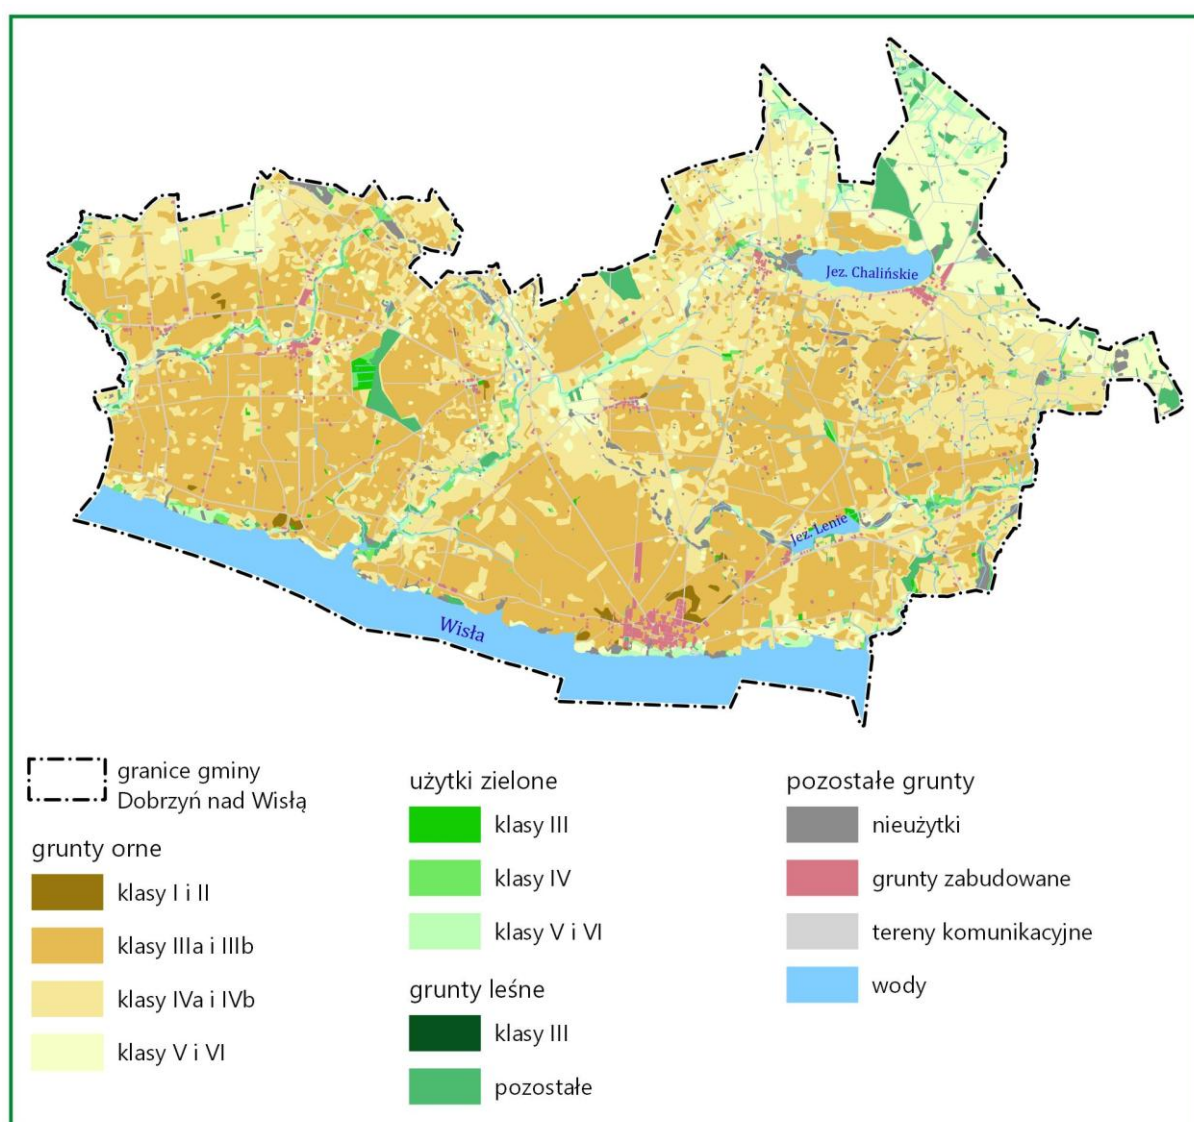 Jez. Chalińskie
Jez. Lenie
Wisła
granice gminy
Dobrzyń nad Wisłą
grunty orne
klasy I i II
klasy IIIa i IIIb
klasy IVa i IVb
klasy V i VI
użytki zielone
klasy III
klasy IV
klasy V i VI
grunty leśne
klasy III
pozostałe
pozostałe grunty
nieużytki
grunty zabudowane
tereny komunikacyjne
wody